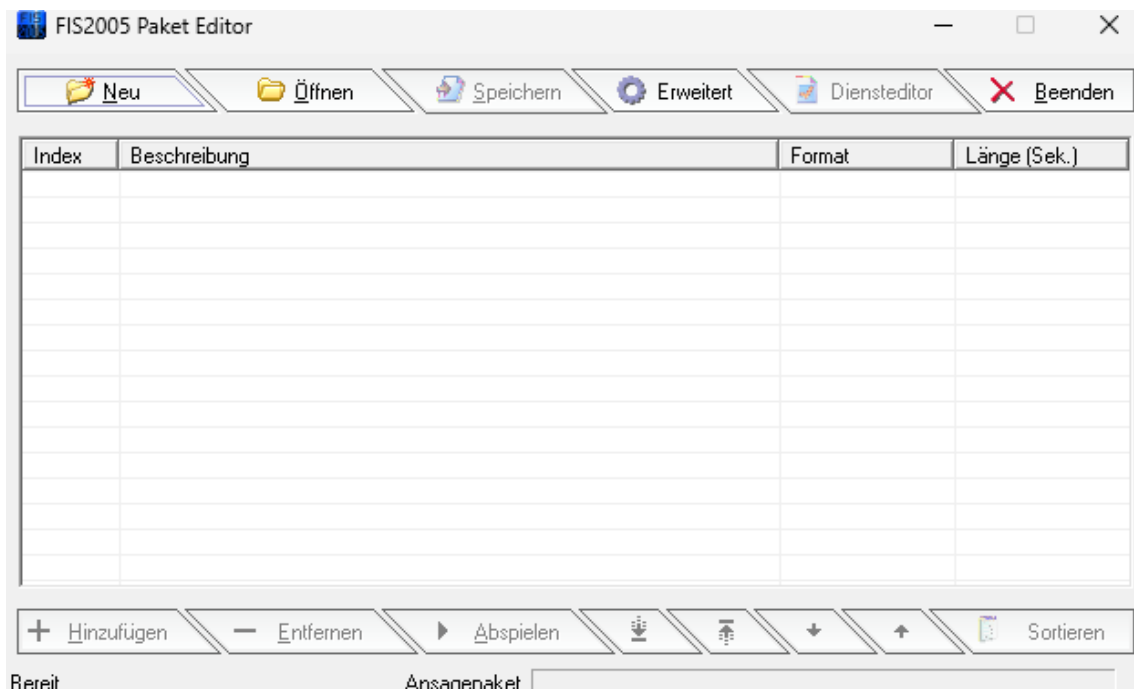 FIS2005 Paket Editor
Neu Öffnen Speichern Erweitert Diensteditor Beenden
Index Beschreibung Format Länge (Sek.)
Hinzufügen Entfernen Abspielen Sortieren
Bereit Ansagepaket